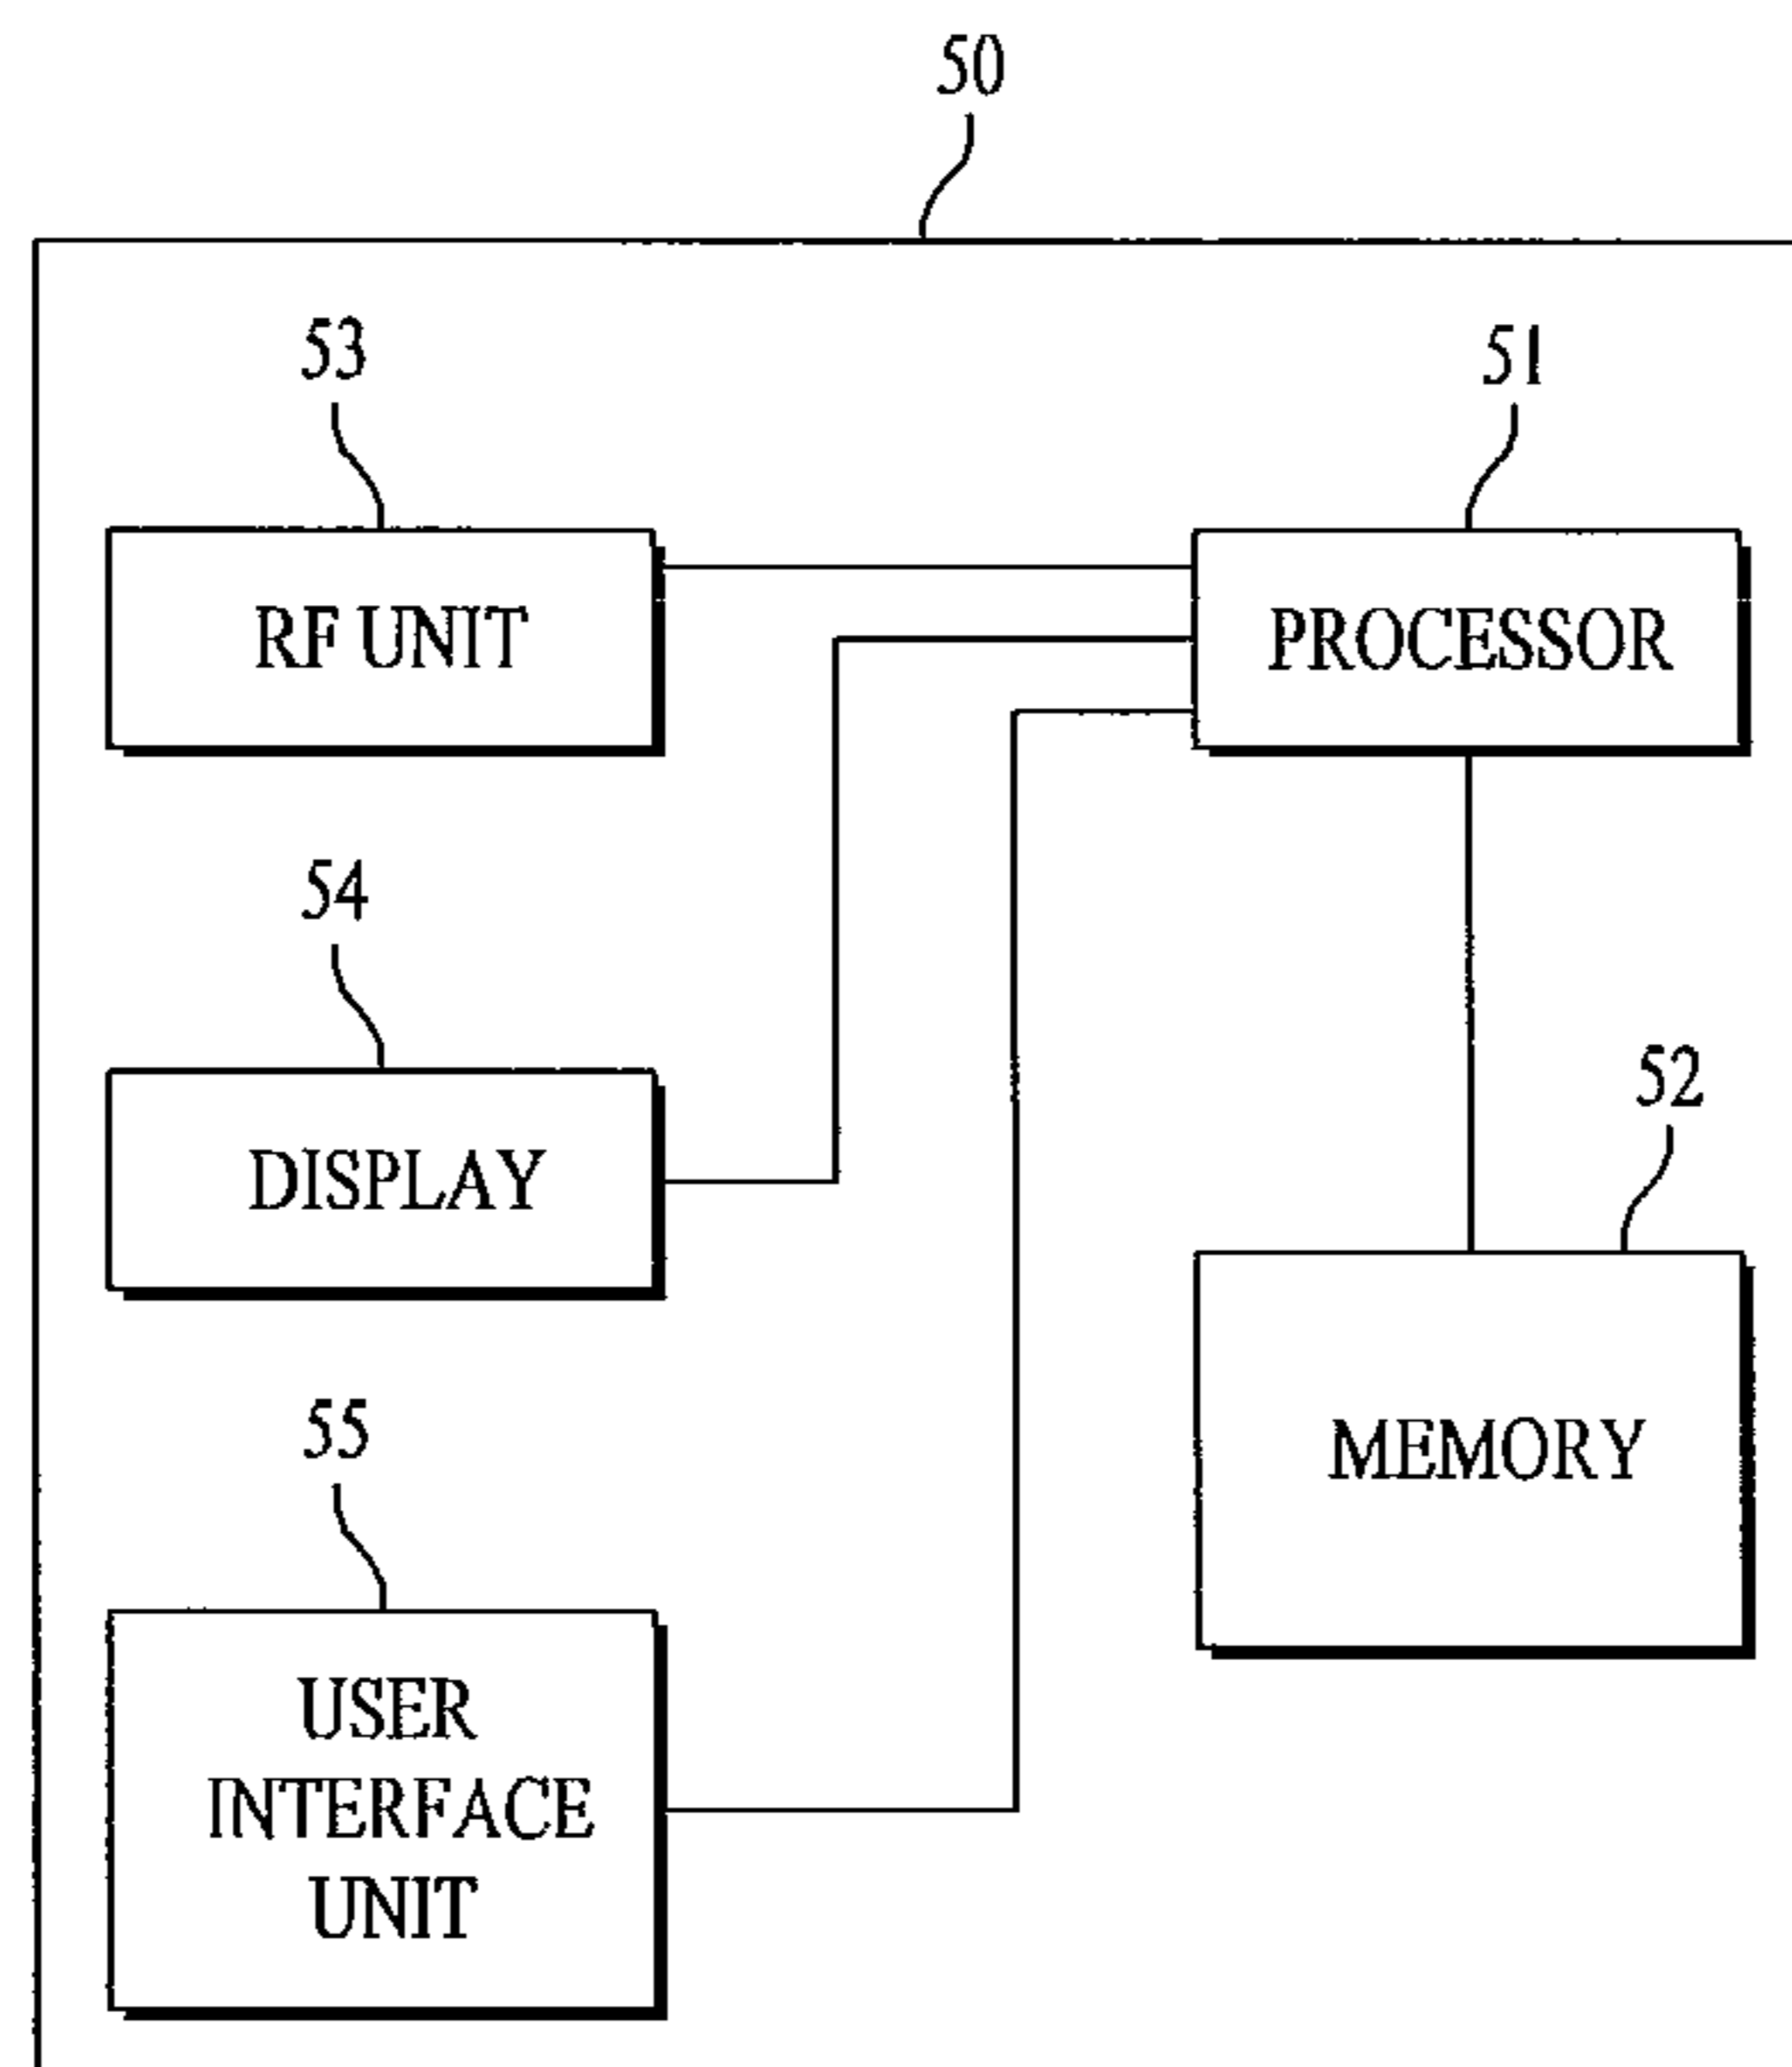 50
53
51
RF UNIT
PROCESSOR
54
52
DISPLAY
55
MEMORY
USER
INTERFACE
UNIT